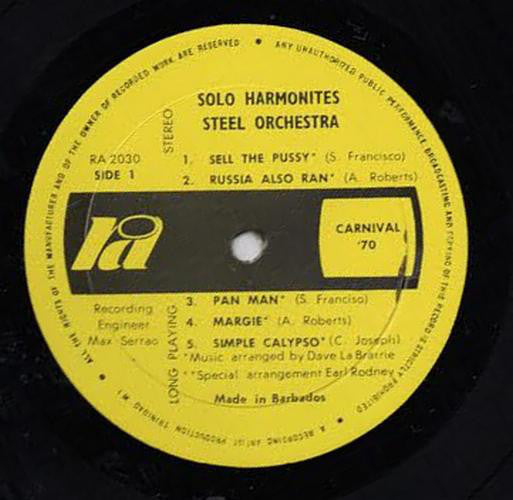 SOLO HARMONITES
STEEL ORCHESTRA
STEREO
RA 2030
SIDE 1
1. SELL THE PUSSY* (S. Francisco)
2. RUSSIA ALSO RAN* (A. Roberts)
ra
CARNIVAL
'70
3. PAN MAN* (S. Franciso)
4. MARGIE* (A. Roberts)
5. SIMPLE CALYPSO* (C. Joseph)
*Music arranged by Dave La Brarrie
**Special arrangement Earl Rodney
Recording
Engineer
Max Serrao
LONG PLAYING
Made in Barbados
• ALL THE RIGHTS OF THE MANUFACTURER AND OF THE OWNER OF RECORDED WORK ARE RESERVED • ANY UNAUTHORIZED PUBLIC PERFORMANCE BROADCASTING AND COPYING OF THIS RECORD IS STRICTLY PROHIBITED
• A RECORDING ARTIST PRODUCTION TRINIDAD W.I.